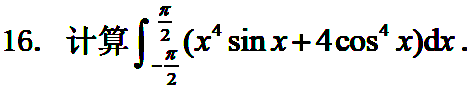 16. 计算∫_{-π/2}^{π/2}(x⁴ sin x + 4cos⁴ x)dx.